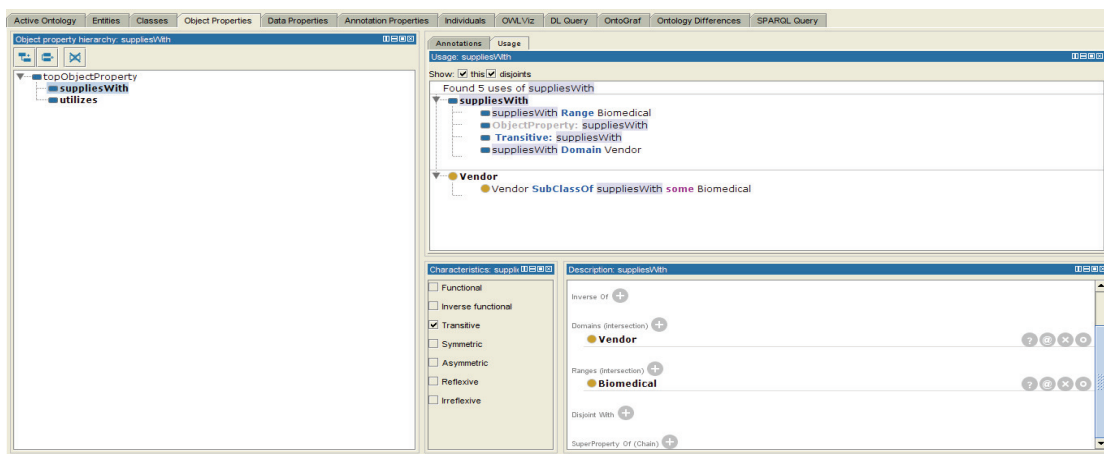 Active Ontology Entities Classes Object Properties Data Properties Annotation Properties Individuals OWLViz DL Query OntoGraf Ontology Differences SPARQL Query
Object property hierarchy: suppliesWith
topObjectProperty
suppliesWith
utilizes
Annotations Usage
Usage: suppliesWith
Show: this disjoints
Found 5 uses of suppliesWith
suppliesWith
suppliesWith Range Biomedical
ObjectProperty: suppliesWith
Transitive: suppliesWith
suppliesWith Domain Vendor
Vendor
Vendor SubClassOf suppliesWith some Biomedical
Characteristics: supplie
Functional
Inverse functional
Transitive
Symmetric
Asymmetric
Reflexive
Irreflexive
Description: suppliesWith
Inverse Of
Domains (intersection)
Vendor
Ranges (intersection)
Biomedical
Disjoint With
SuperProperty Of (Chain)